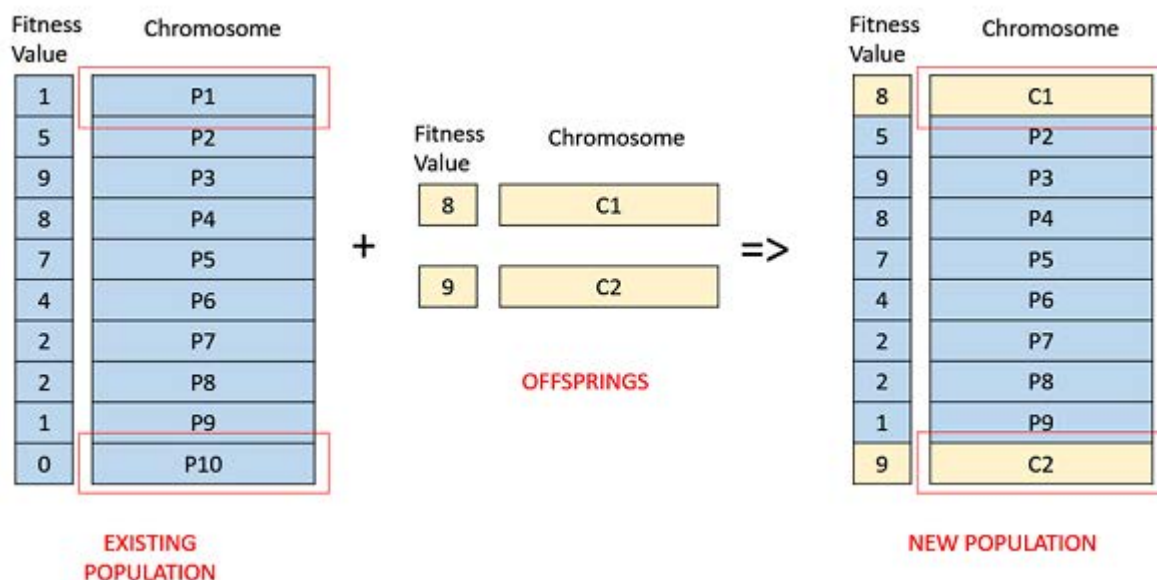 Fitness
Value
Chromosome
1
P1
5
P2
9
P3
8
P4
7
P5
4
P6
2
P7
2
P8
1
P9
0
P10
EXISTING
POPULATION
+
Fitness
Value
Chromosome
8
C1
9
C2
OFFSPRINGS
=>
Fitness
Value
Chromosome
8
C1
5
P2
9
P3
8
P4
7
P5
4
P6
2
P7
2
P8
1
P9
9
C2
NEW POPULATION